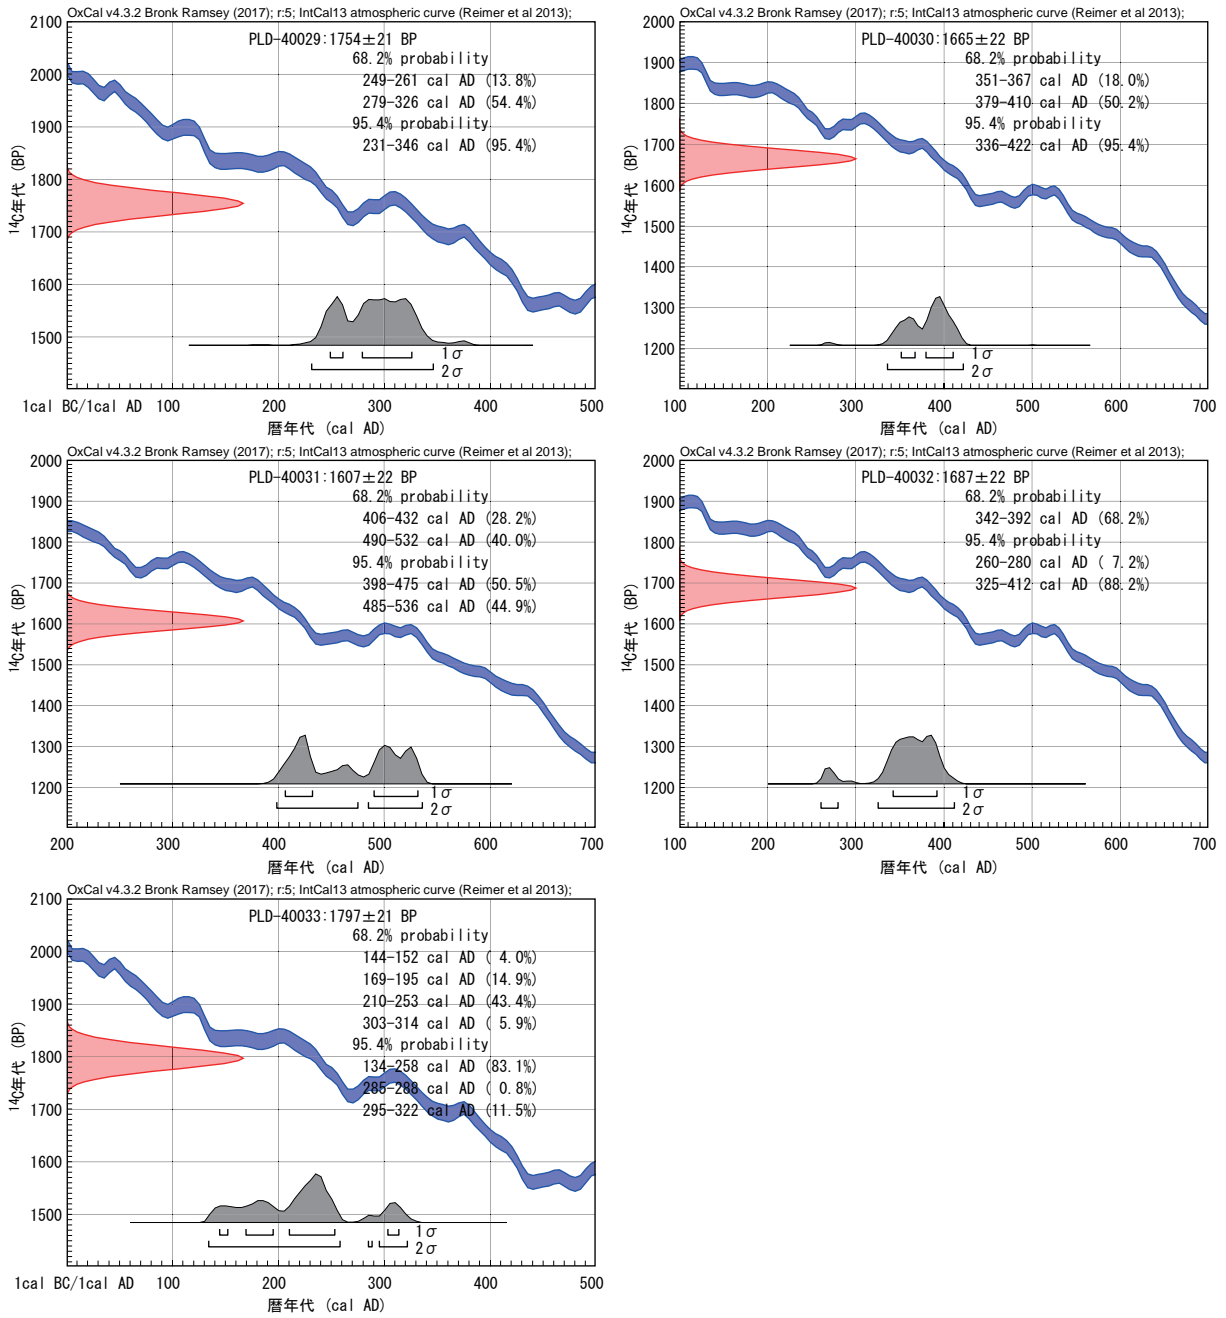 OxCal v4.3.2 Bronk Ramsey (2017); r:5; IntCal13 atmospheric curve (Reimer et al 2013);
PLD-40029:1754±21 BP
68.2% probability
249-261 cal AD (13.8%)
279-326 cal AD (54.4%)
95.4% probability
231-346 cal AD (95.4%)
2100
2000
1900
1800
1700
1600
1500
14C年代 (BP)
1σ
2σ
1cal BC/1cal AD 100 200 300 400 500
暦年代 (cal AD)
OxCal v4.3.2 Bronk Ramsey (2017); r:5; IntCal13 atmospheric curve (Reimer et al 2013);
PLD-40030:1665±22 BP
68.2% probability
351-367 cal AD (18.0%)
379-410 cal AD (50.2%)
95.4% probability
336-422 cal AD (95.4%)
2000
1900
1800
1700
1600
1500
1400
1300
1200
14C年代 (BP)
1σ
2σ
100 200 300 400 500 600 700
暦年代 (cal AD)
OxCal v4.3.2 Bronk Ramsey (2017); r:5; IntCal13 atmospheric curve (Reimer et al 2013);
PLD-40031:1607±22 BP
68.2% probability
406-432 cal AD (28.2%)
490-532 cal AD (40.0%)
95.4% probability
398-475 cal AD (50.5%)
485-536 cal AD (44.9%)
2000
1900
1800
1700
1600
1500
1400
1300
1200
14C年代 (BP)
1σ
2σ
200 300 400 500 600 700
暦年代 (cal AD)
OxCal v4.3.2 Bronk Ramsey (2017); r:5; IntCal13 atmospheric curve (Reimer et al 2013);
PLD-40032:1687±22 BP
68.2% probability
342-392 cal AD (68.2%)
95.4% probability
260-280 cal AD ( 7.2%)
325-412 cal AD (88.2%)
2000
1900
1800
1700
1600
1500
1400
1300
1200
14C年代 (BP)
1σ
2σ
100 200 300 400 500 600 700
暦年代 (cal AD)
OxCal v4.3.2 Bronk Ramsey (2017); r:5; IntCal13 atmospheric curve (Reimer et al 2013);
PLD-40033:1797±21 BP
68.2% probability
144-152 cal AD ( 4.0%)
169-195 cal AD (14.9%)
210-253 cal AD (43.4%)
303-314 cal AD ( 5.9%)
95.4% probability
134-258 cal AD (83.1%)
285-288 cal AD ( 0.8%)
295-322 cal AD (11.5%)
2100
2000
1900
1800
1700
1600
1500
14C年代 (BP)
1σ
2σ
1cal BC/1cal AD 100 200 300 400 500
暦年代 (cal AD)